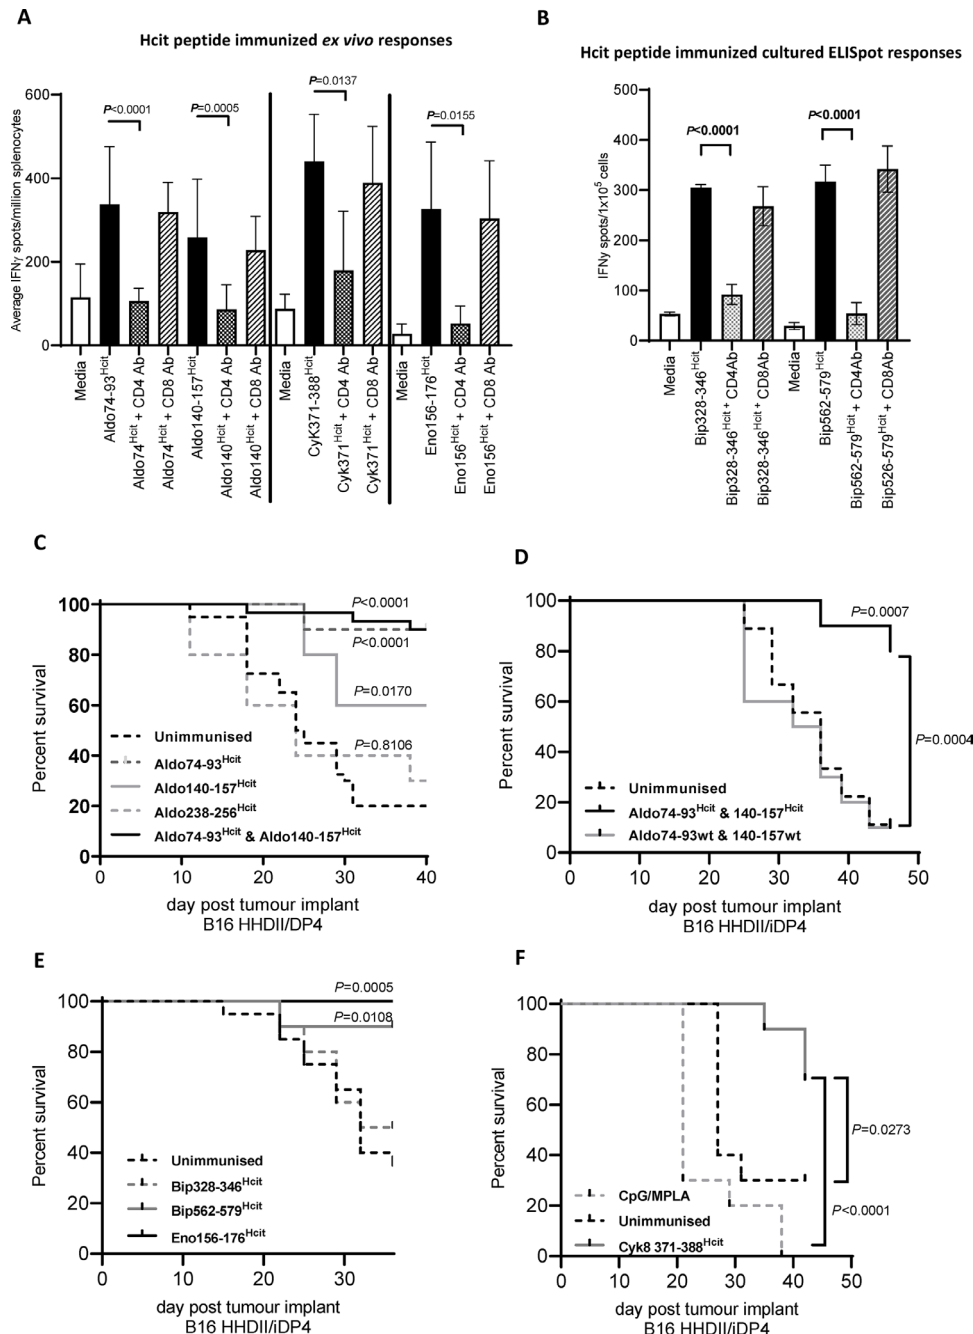 A
Hcit peptide immunized ex vivo responses
Average IFNγ spots/million splenocytes
600
400
200
0
P<0.0001
P=0.0005
P=0.0137
P=0.0155
Media
Aldo74-93Hcit
Aldo74Hcit + CD4 Ab
Aldo74Hcit + CD8 Ab
Aldo140-157Hcit
Aldo140Hcit + CD4 Ab
Aldo140Hcit + CD8 Ab
Media
CyK371-388Hcit
Cyk371Hcit + CD4 Ab
Cyk371Hcit + CD8 Ab
Media
Eno156-176Hcit
Eno156Hcit + CD4 Ab
Eno156Hcit + CD8 Ab
B
Hcit peptide immunized cultured ELISpot responses
IFNγ spots/1x10⁵ cells
500
400
300
200
100
0
P<0.0001
P<0.0001
Media
Bip328-346Hcit
Bip328-346Hcit + CD4Ab
Bip328-346Hcit + CD8Ab
Media
Bip562-579Hcit
Bip562-579Hcit + CD4Ab
Bip526-579Hcit + CD8Ab
C
Percent survival
100
80
60
40
20
0
P<0.0001
P<0.0001
P=0.0170
P=0.8106
Unimmunised
Aldo74-93Hcit
Aldo140-157Hcit
Aldo238-256Hcit
Aldo74-93Hcit & Aldo140-157Hcit
0 10 20 30 40
day post tumour implant
B16 HHDII/DP4
D
Percent survival
100
80
60
40
20
0
P=0.0007
P=0.0004
Unimmunised
Aldo74-93Hcit & 140-157Hcit
Aldo74-93wt & 140-157wt
0 10 20 30 40 50
day post tumour implant
B16 HHDII/iDP4
E
Percent survival
100
80
60
40
20
0
P=0.0005
P=0.0108
Unimmunised
Bip328-346Hcit
Bip562-579Hcit
Eno156-176Hcit
0 10 20 30
day post tumour implant
B16 HHDII/iDP4
F
Percent survival
100
80
60
40
20
0
P=0.0273
P<0.0001
CpG/MPLA
Unimmunised
Cyk8 371-388Hcit
0 10 20 30 40 50
day post tumour implant
B16 HHDII/iDP4